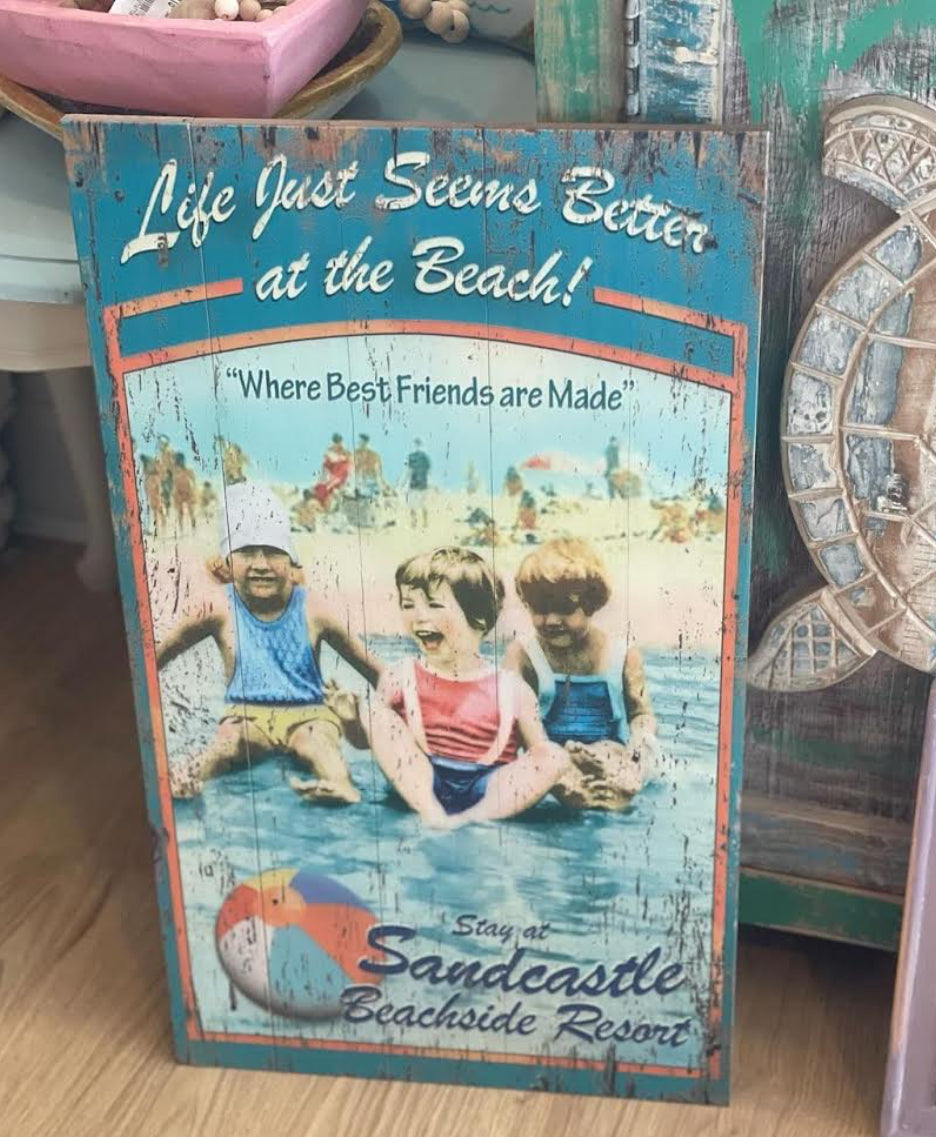 Life Just Seems Better
at the Beach!
“Where Best Friends are Made”
Stay at
Sandcastle
Beachside Resort